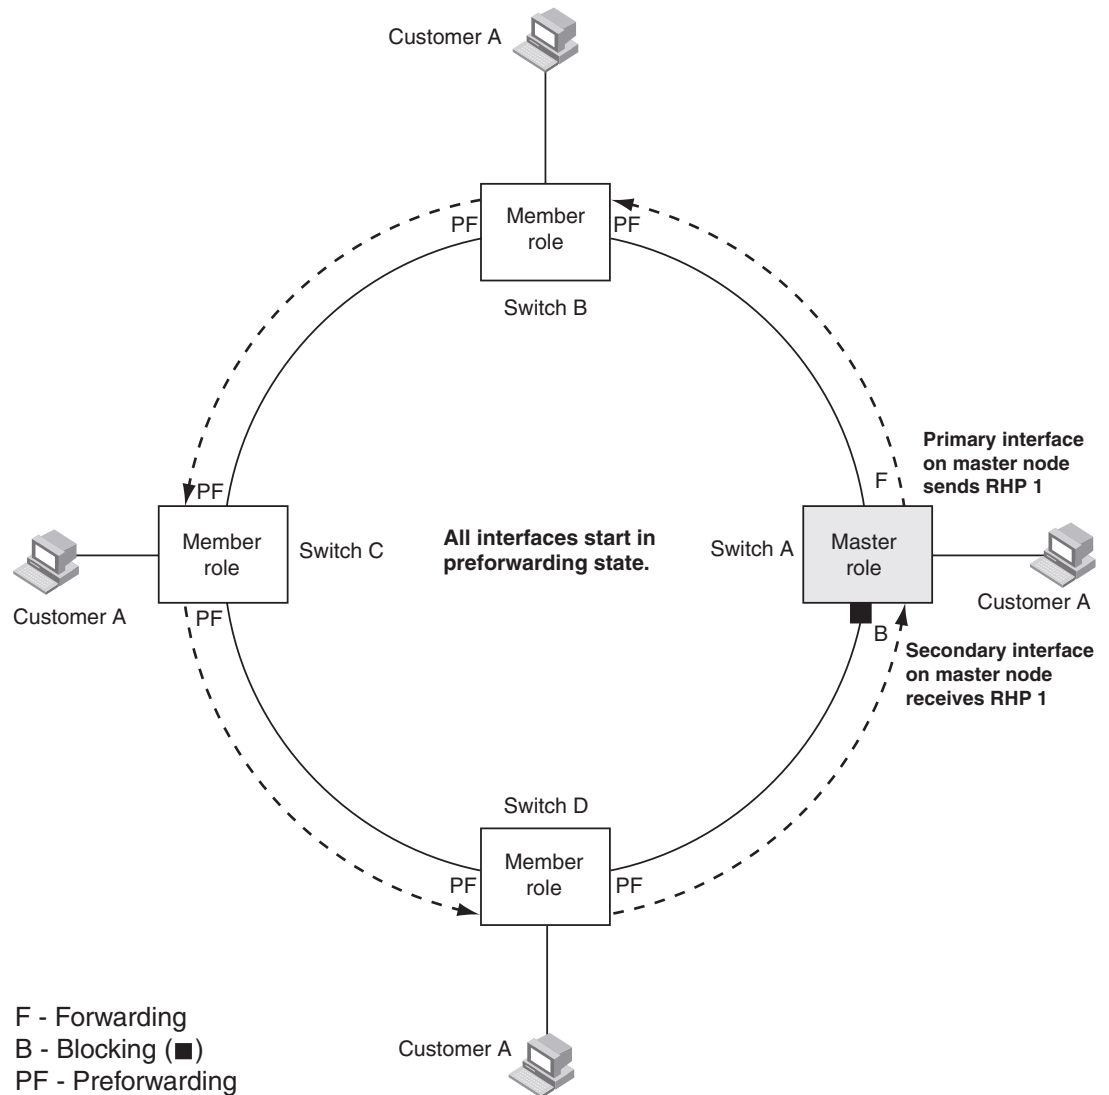 Customer A
PF
Member
role
PF
Switch B
Primary interface
on master node
sends RHP 1
F
PF
Member
role
Switch C
All interfaces start in
preforwarding state.
Switch A
Master
role
Customer A
PF
Customer A
B
Secondary interface
on master node
receives RHP 1
Switch D
PF
Member
role
PF
F - Forwarding
B - Blocking (■)
PF - Preforwarding
Customer A